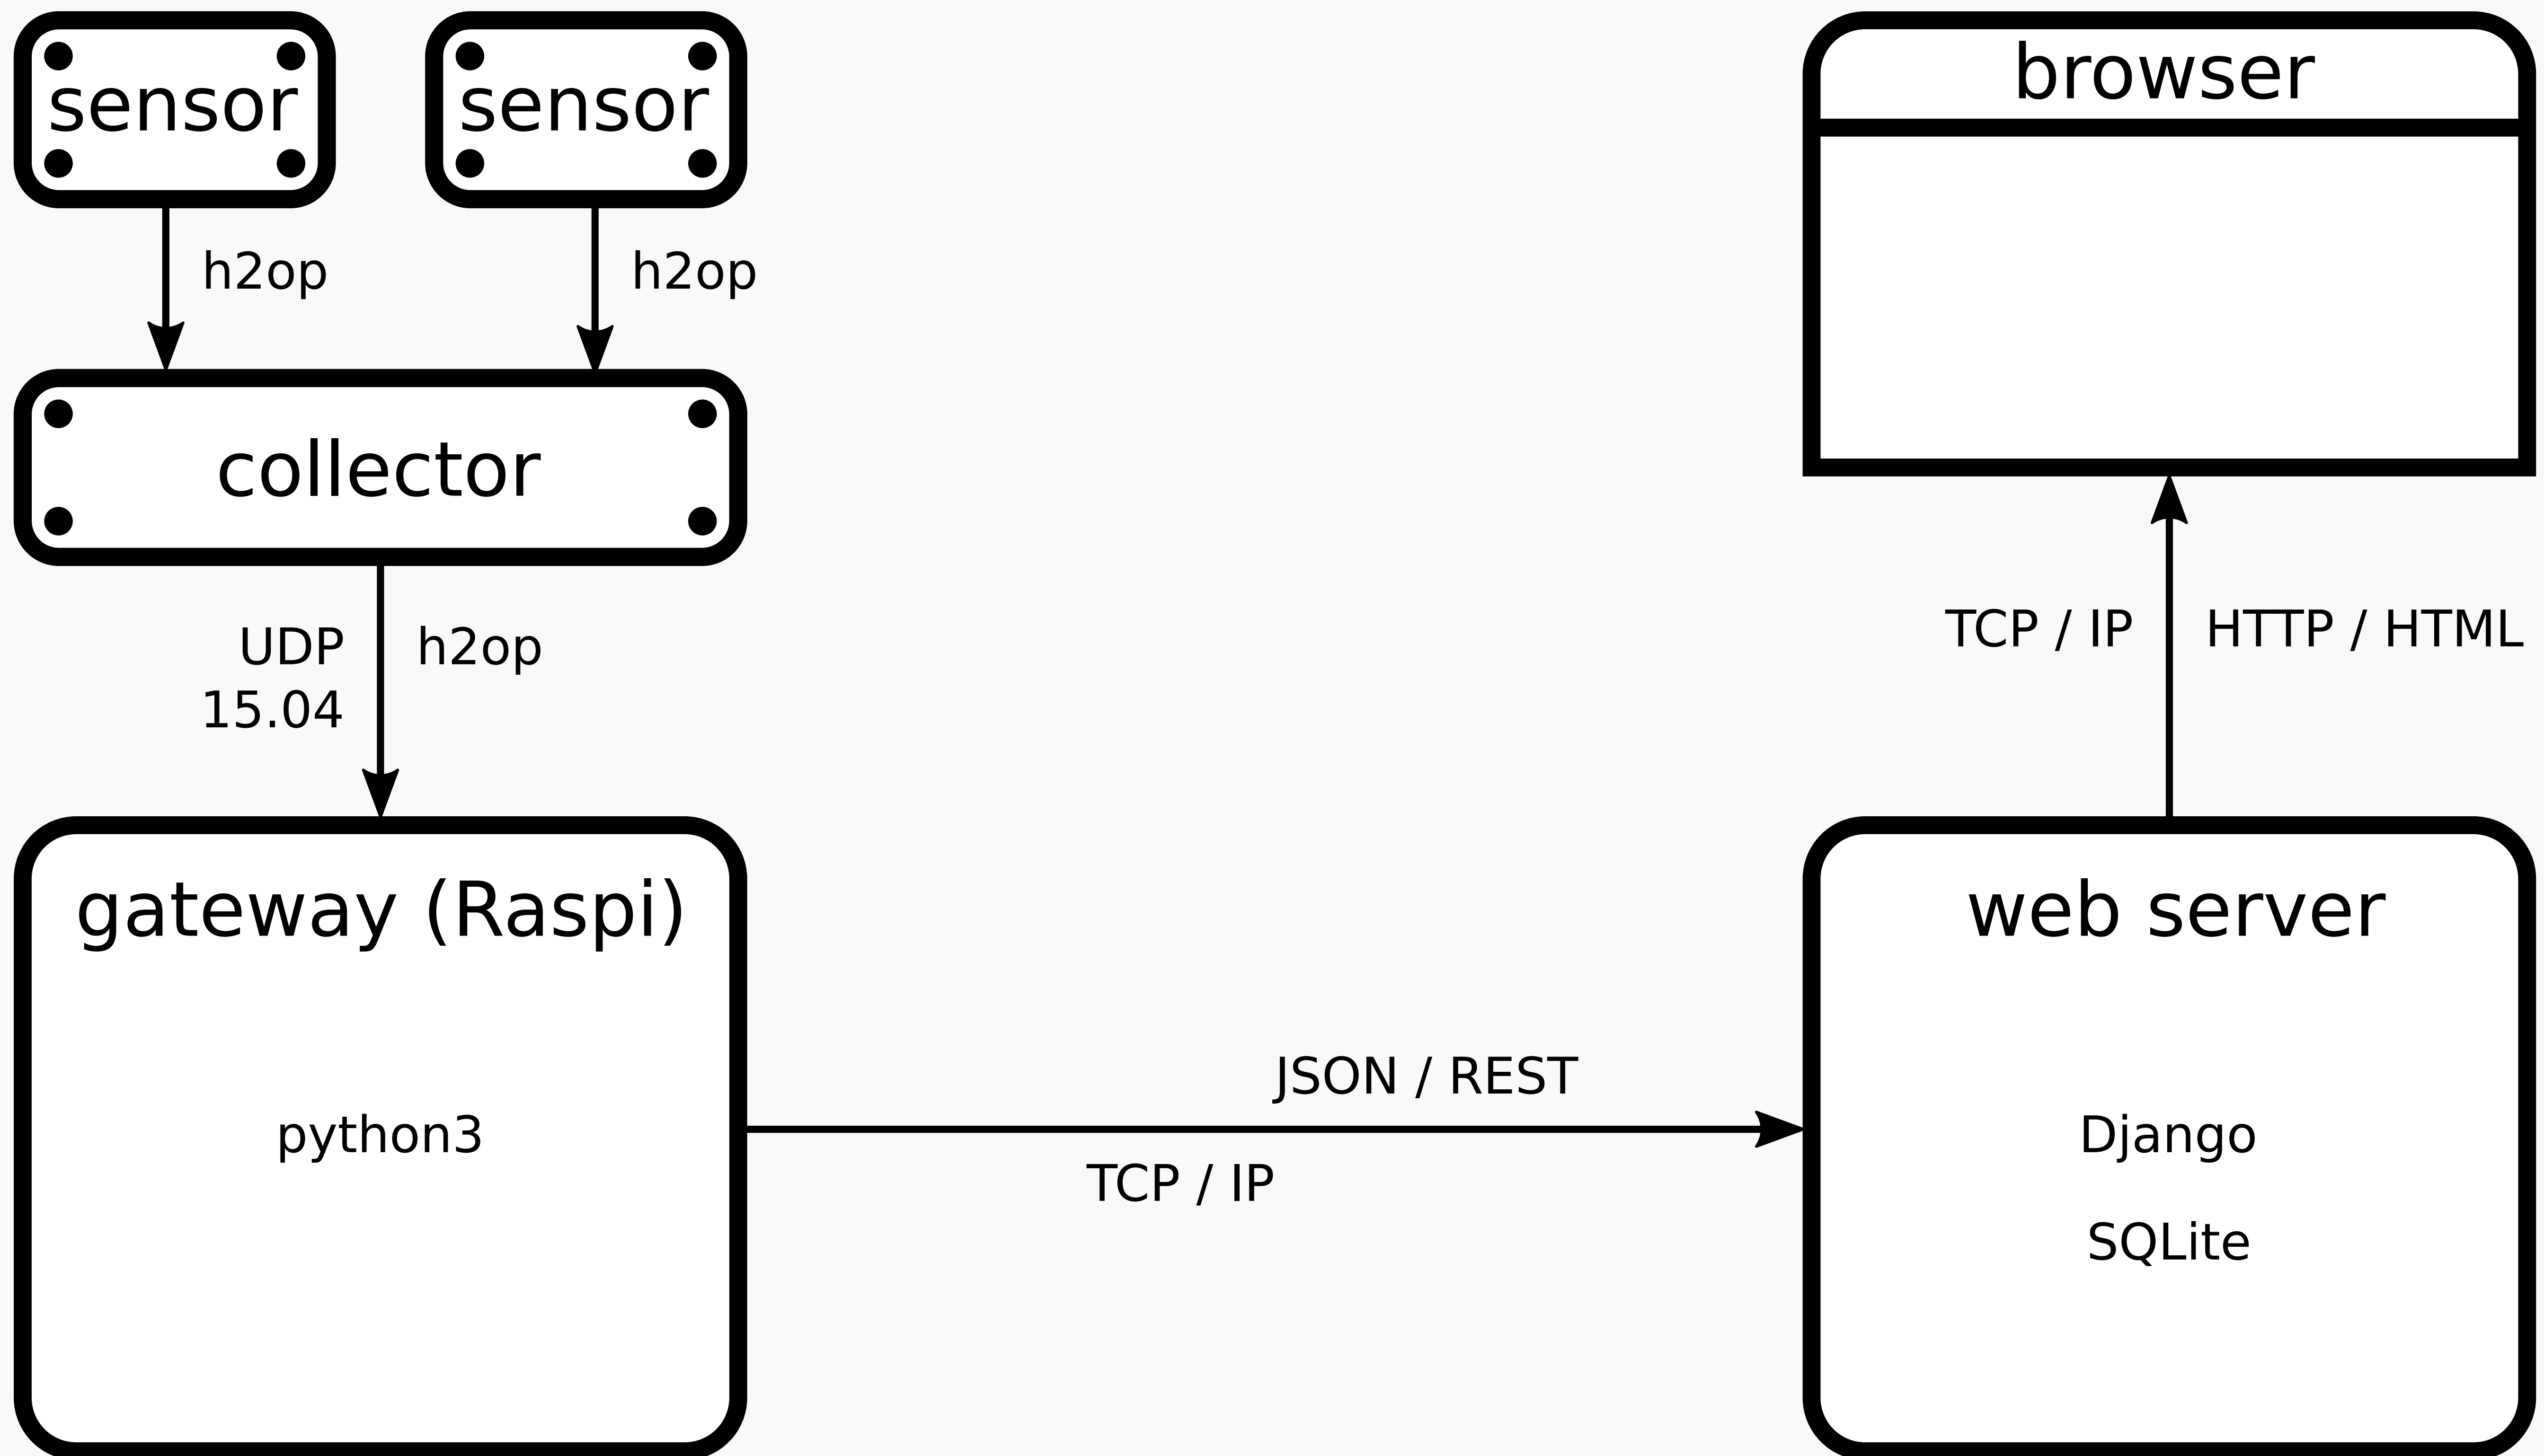 sensor
sensor
browser
h2op
h2op
collector
UDP
15.04
h2op
TCP / IP
HTTP / HTML
gateway (Raspi)
python3
JSON / REST
TCP / IP
web server
Django
SQLite